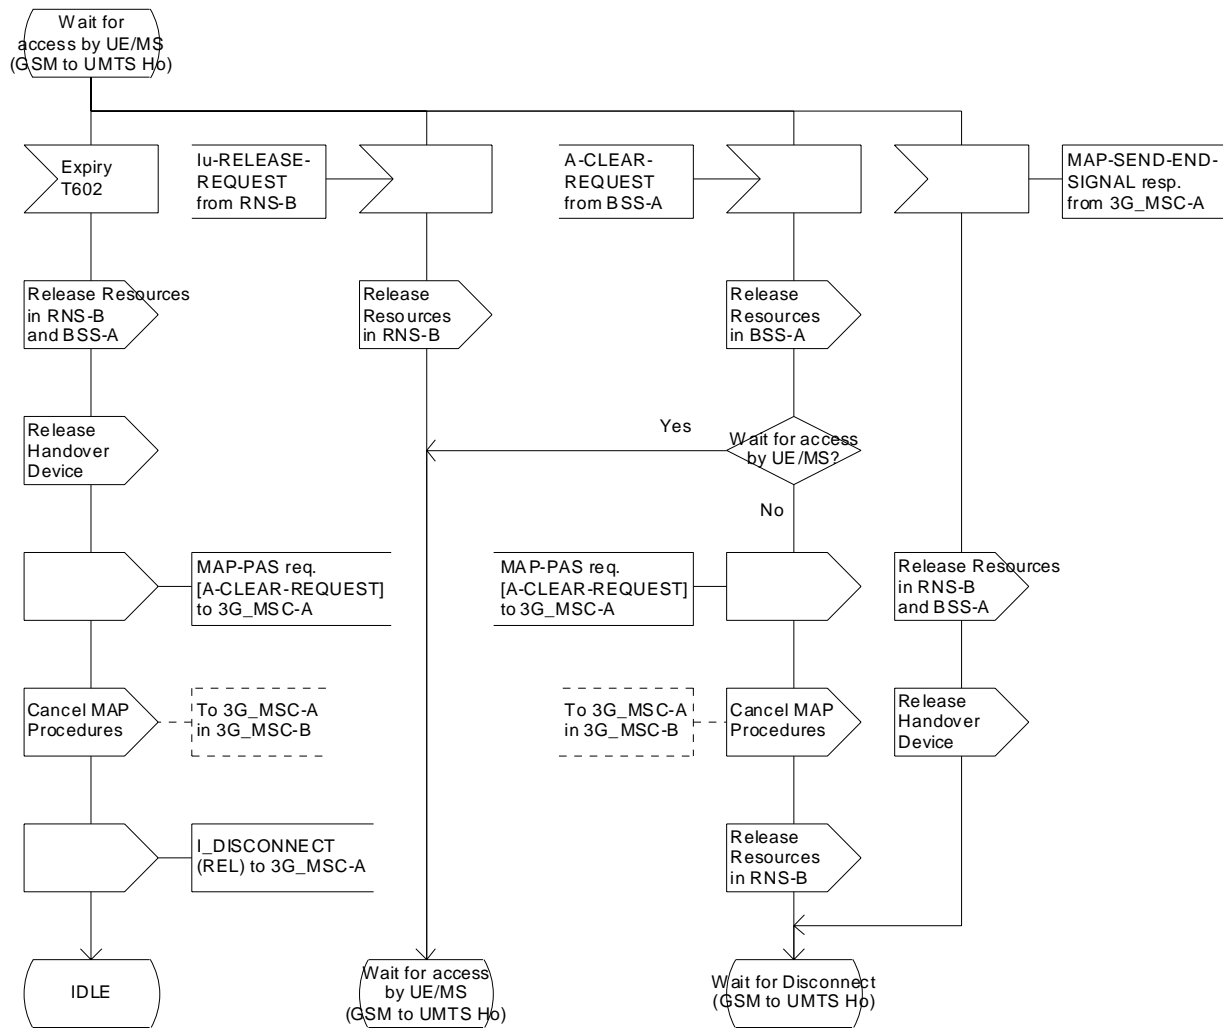 Wait for
access by UE/MS
(GSM to UMTS Ho)
Expiry
T602
Iu-RELEASE-
REQUEST
from RNS-B
A-CLEAR-
REQUEST
from BSS-A
MAP-SEND-END-
SIGNAL resp.
from 3G_MSC-A
Release Resources
in RNS-B
and BSS-A
Release
Resources
in RNS-B
Release
Resources
in BSS-A
Release
Handover
Device
Yes
Wait for access
by UE/MS?
No
MAP-PAS req.
[A-CLEAR-REQUEST]
to 3G_MSC-A
MAP-PAS req.
[A-CLEAR-REQUEST]
to 3G_MSC-A
Release Resources
in RNS-B
and BSS-A
Cancel MAP
Procedures
To 3G_MSC-A
in 3G_MSC-B
To 3G_MSC-A
in 3G_MSC-B
Cancel MAP
Procedures
Release
Handover
Device
I_DISCONNECT
(REL) to 3G_MSC-A
Release
Resources
in RNS-B
IDLE
Wait for access
by UE/MS
(GSM to UMTS Ho)
Wait for Disconnect
(GSM to UMTS Ho)